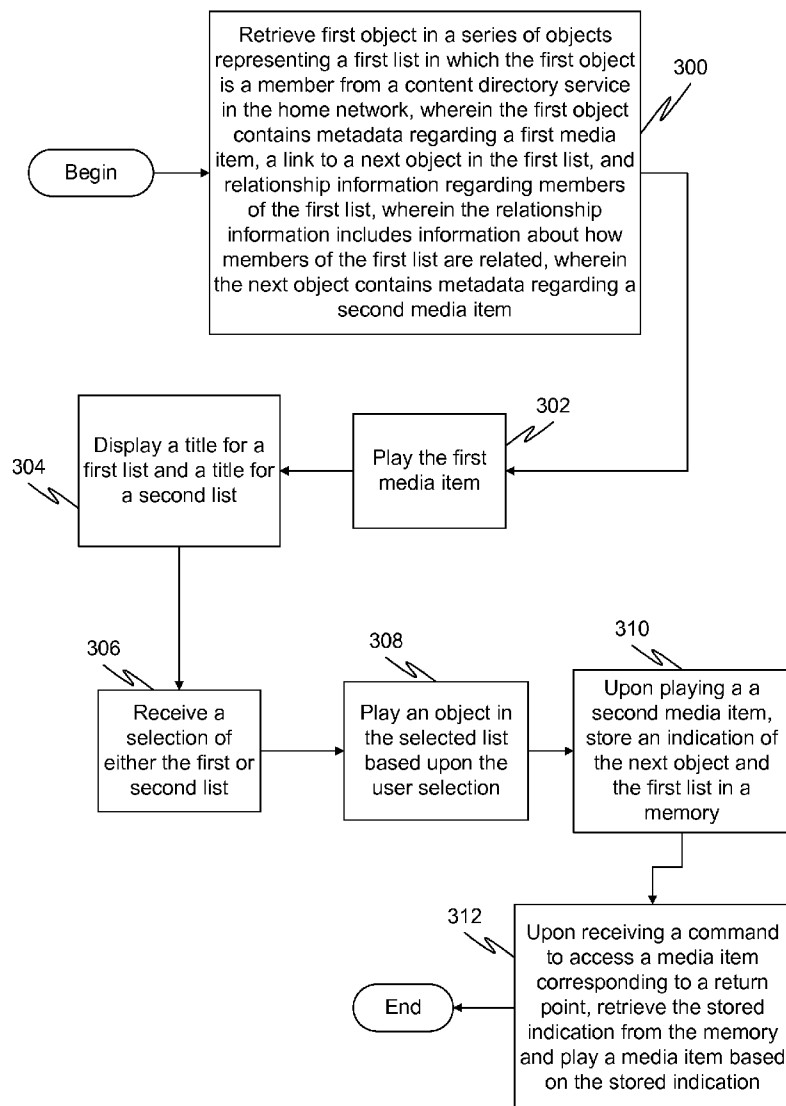 Retrieve first object in a series of objects
representing a first list in which the first object
is a member from a content directory service
in the home network, wherein the first object
contains metadata regarding a first media
item, a link to a next object in the first list, and
relationship information regarding members
of the first list, wherein the relationship
information includes information about how
members of the first list are related, wherein
the next object contains metadata regarding a
second media item
300
Begin
302
Play the first
media item
304
Display a title for a
first list and a title for
a second list
306
Receive a
selection of
either the first or
second list
308
Play an object in
the selected list
based upon the
user selection
310
Upon playing a a
second media item,
store an indication of
the next object and
the first list in a
memory
312
Upon receiving a command
to access a media item
corresponding to a return
point, retrieve the stored
indication from the memory
and play a media item based
on the stored indication
End